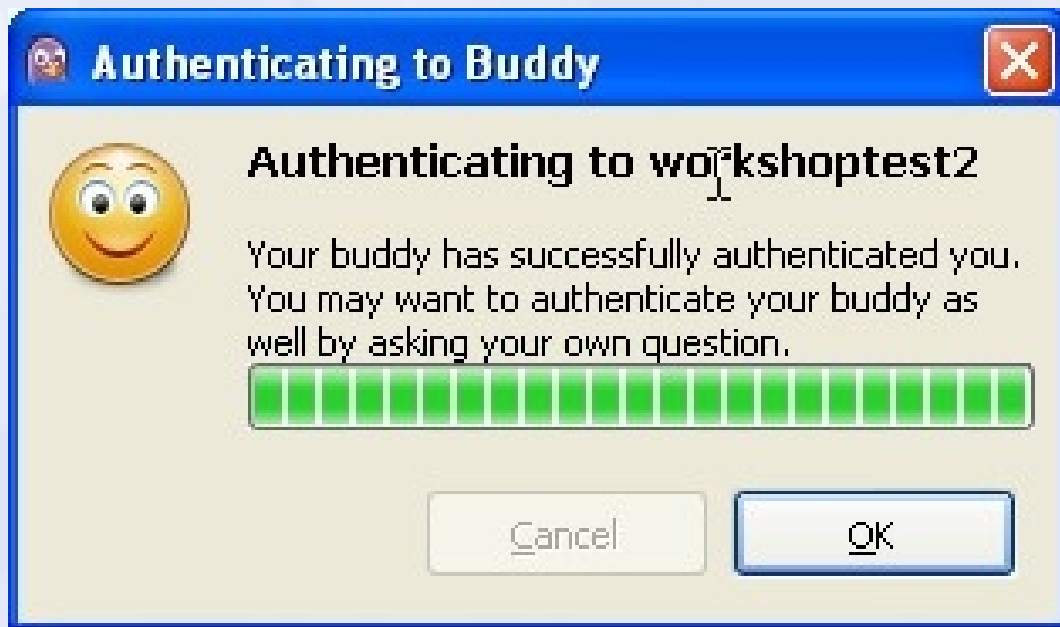 Authenticating to Buddy
Authenticating to workshoptest2
Your buddy has successfully authenticated you.
You may want to authenticate your buddy as
well by asking your own question.
Cancel
OK